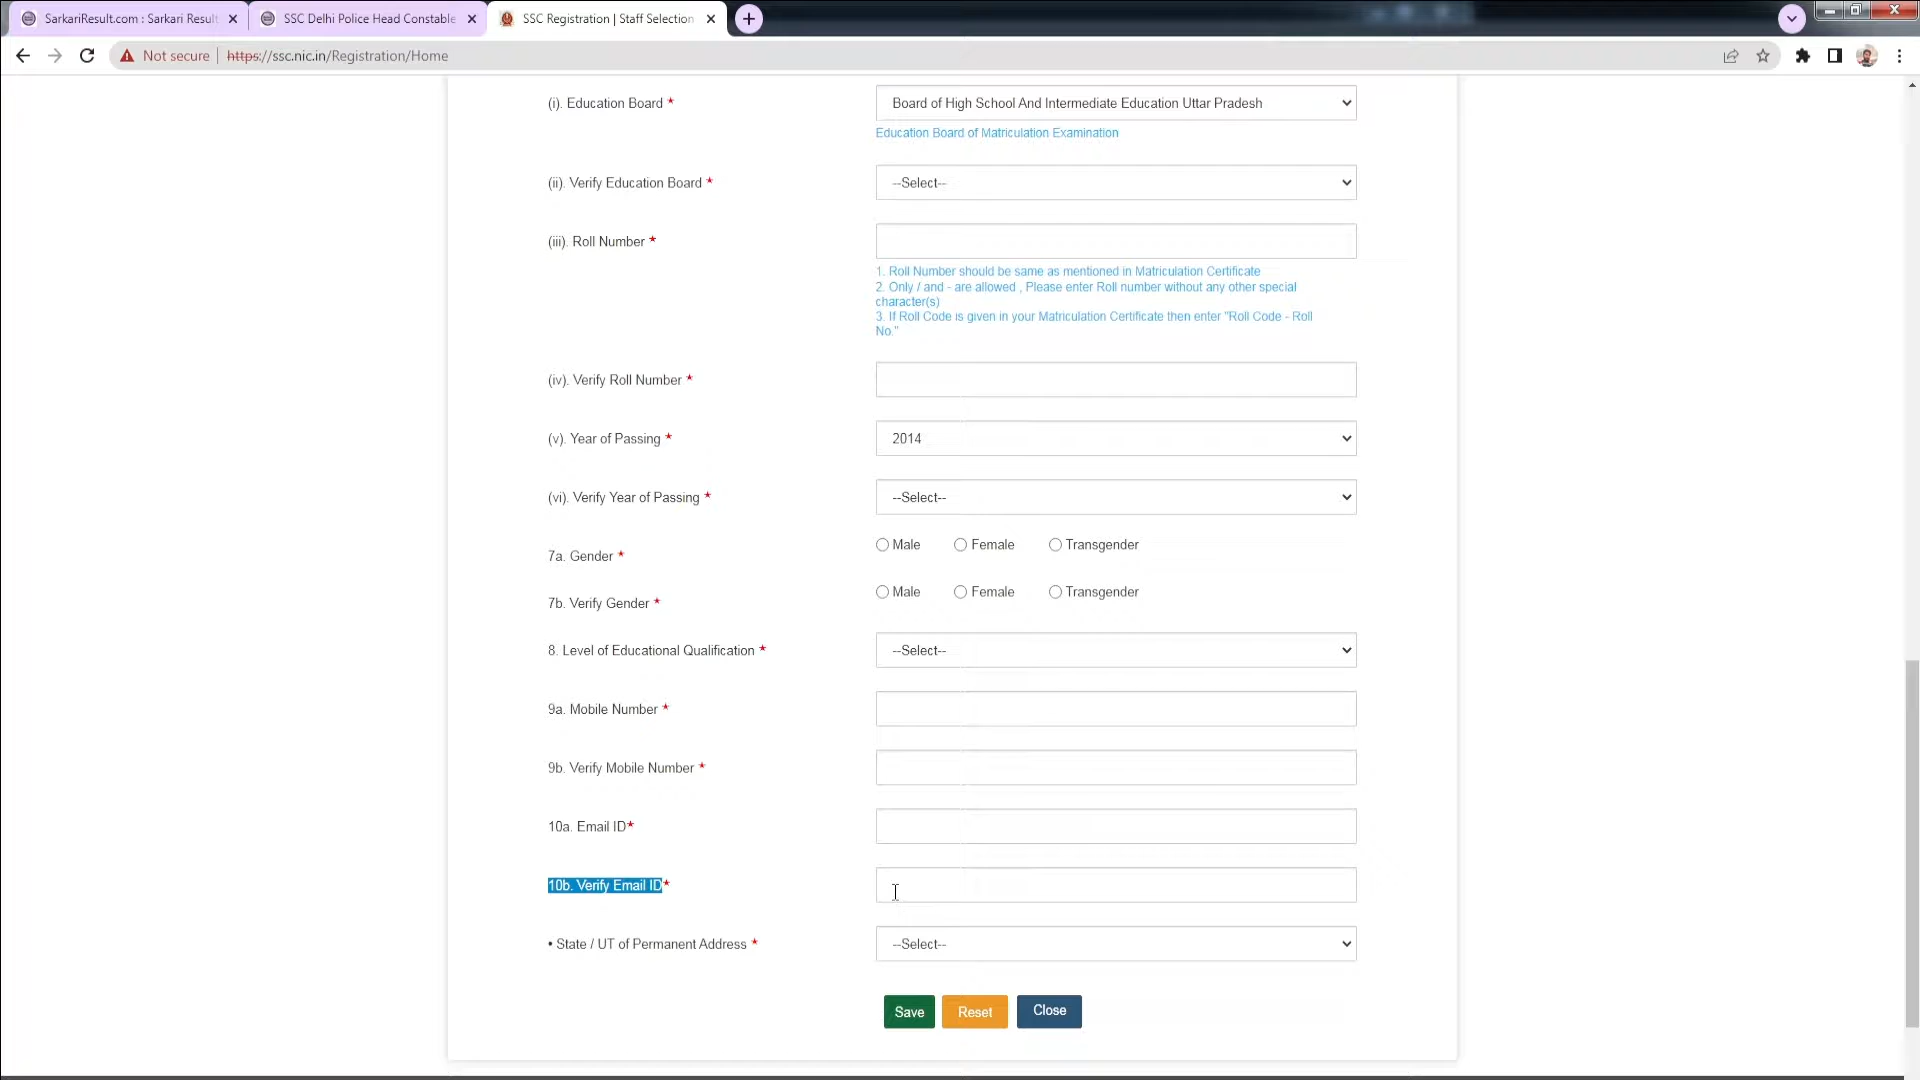 SarkariResult.com : Sarkari Result
SSC Delhi Police Head Constable
SSC Registration | Staff Selection
Not secure
https://ssc.nic.in/Registration/Home
(i). Education Board *
Board of High School And Intermediate Education Uttar Pradesh
Education Board of Matriculation Examination
(ii). Verify Education Board *
--Select--
(iii). Roll Number *
1. Roll Number should be same as mentioned in Matriculation Certificate
2. Only / and - are allowed , Please enter Roll number without any other special
character(s)
3. If Roll Code is given in your Matriculation Certificate then enter "Roll Code - Roll
No."
(iv). Verify Roll Number *
(v). Year of Passing *
2014
(vi). Verify Year of Passing *
--Select--
7a. Gender *
Male Female Transgender
7b. Verify Gender *
Male Female Transgender
8. Level of Educational Qualification *
--Select--
9a. Mobile Number *
9b. Verify Mobile Number *
10a. Email ID*
10b. Verify Email ID*
• State / UT of Permanent Address *
--Select--
Save
Reset
Close